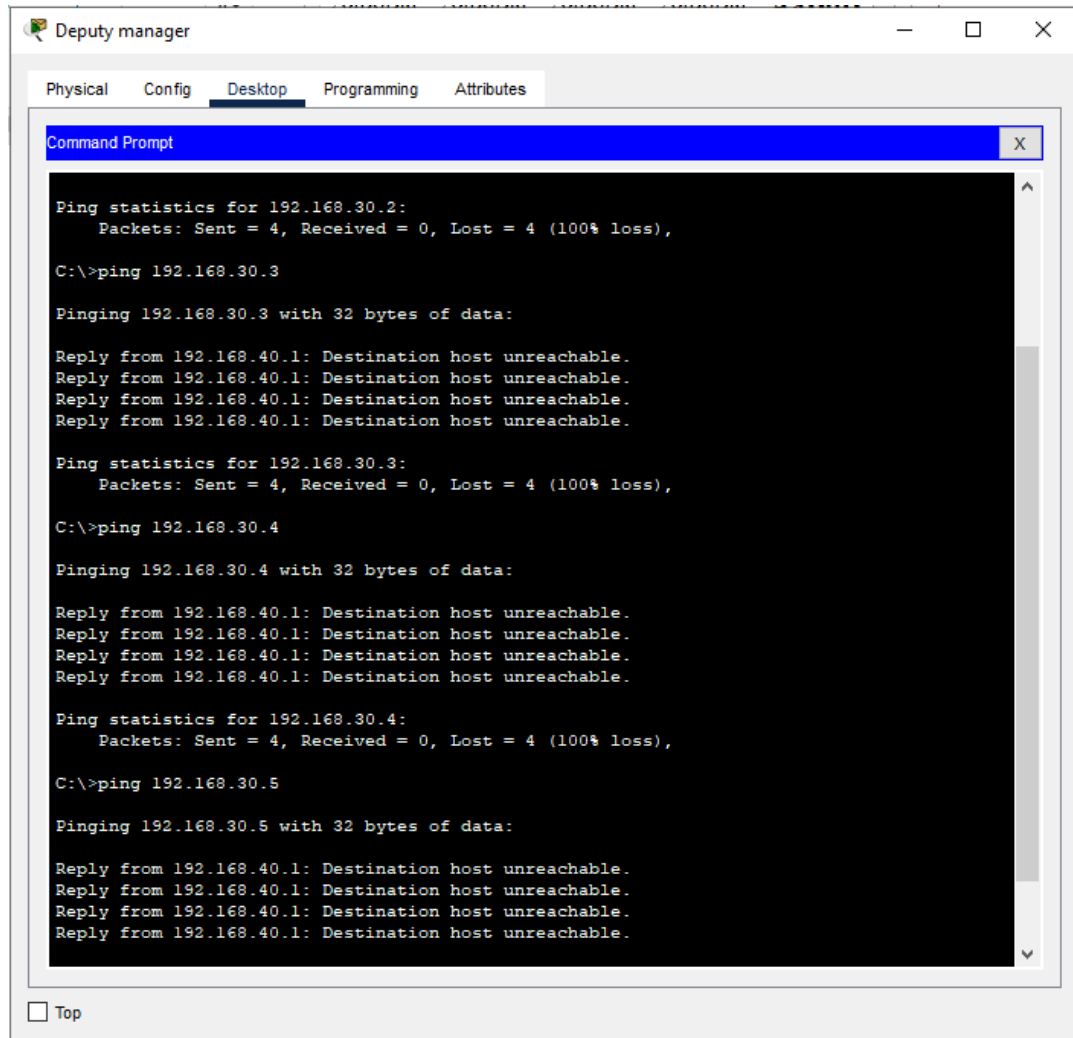 Deputy manager
Physical Config Desktop Programming Attributes
Command Prompt X
Ping statistics for 192.168.30.2:
Packets: Sent = 4, Received = 0, Lost = 4 (100% loss),
C:\>ping 192.168.30.3
Pinging 192.168.30.3 with 32 bytes of data:
Reply from 192.168.40.1: Destination host unreachable.
Reply from 192.168.40.1: Destination host unreachable.
Reply from 192.168.40.1: Destination host unreachable.
Reply from 192.168.40.1: Destination host unreachable.
Ping statistics for 192.168.30.3:
Packets: Sent = 4, Received = 0, Lost = 4 (100% loss),
C:\>ping 192.168.30.4
Pinging 192.168.30.4 with 32 bytes of data:
Reply from 192.168.40.1: Destination host unreachable.
Reply from 192.168.40.1: Destination host unreachable.
Reply from 192.168.40.1: Destination host unreachable.
Reply from 192.168.40.1: Destination host unreachable.
Ping statistics for 192.168.30.4:
Packets: Sent = 4, Received = 0, Lost = 4 (100% loss),
C:\>ping 192.168.30.5
Pinging 192.168.30.5 with 32 bytes of data:
Reply from 192.168.40.1: Destination host unreachable.
Reply from 192.168.40.1: Destination host unreachable.
Reply from 192.168.40.1: Destination host unreachable.
Reply from 192.168.40.1: Destination host unreachable.
Top